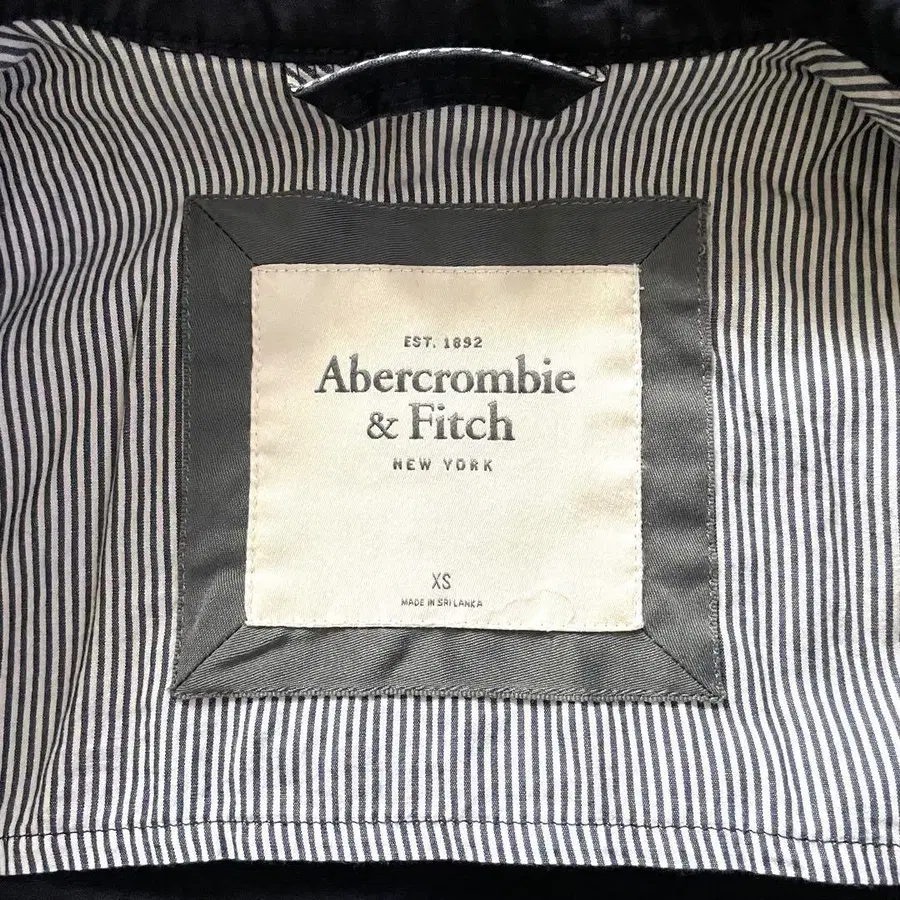 EST. 1892
Abercrombie
& Fitch
NEW YORK
XS
MADE IN SRI LANKA